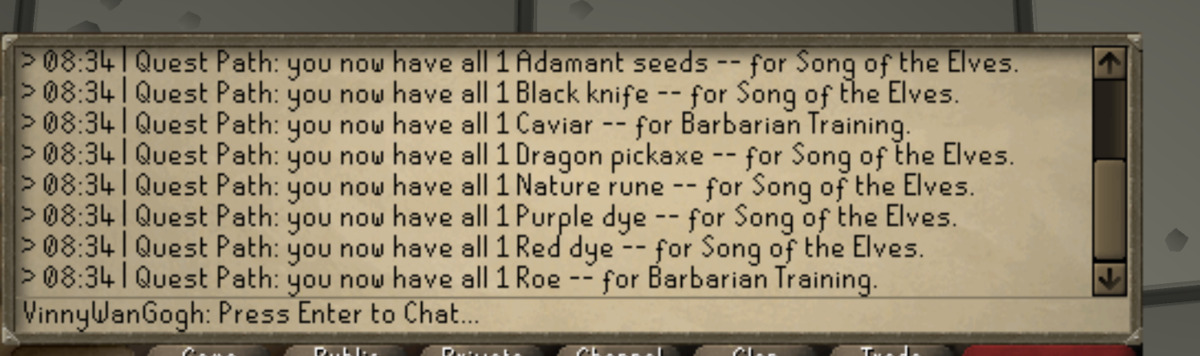 > 08:34 | Quest Path: you now have all 1 Adamant seeds -- for Song of the Elves.
> 08:34 | Quest Path: you now have all 1 Black knife -- for Song of the Elves.
> 08:34 | Quest Path: you now have all 1 Caviar -- for Barbarian Training.
> 08:34 | Quest Path: you now have all 1 Dragon pickaxe -- for Song of the Elves.
> 08:34 | Quest Path: you now have all 1 Nature rune -- for Song of the Elves.
> 08:34 | Quest Path: you now have all 1 Purple dye -- for Song of the Elves.
> 08:34 | Quest Path: you now have all 1 Red dye -- for Song of the Elves.
> 08:34 | Quest Path: you now have all 1 Roe -- for Barbarian Training.
VinnyWanGogh: Press Enter to Chat...
Game Public Private Channel Clan Trade